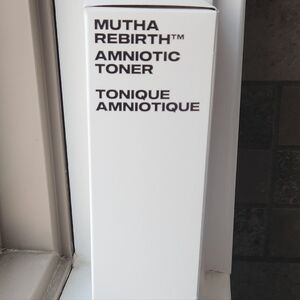 MUTHA
REBIRTH™
AMNIOTIC
TONER
TONIQUE
AMNIOTIQUE